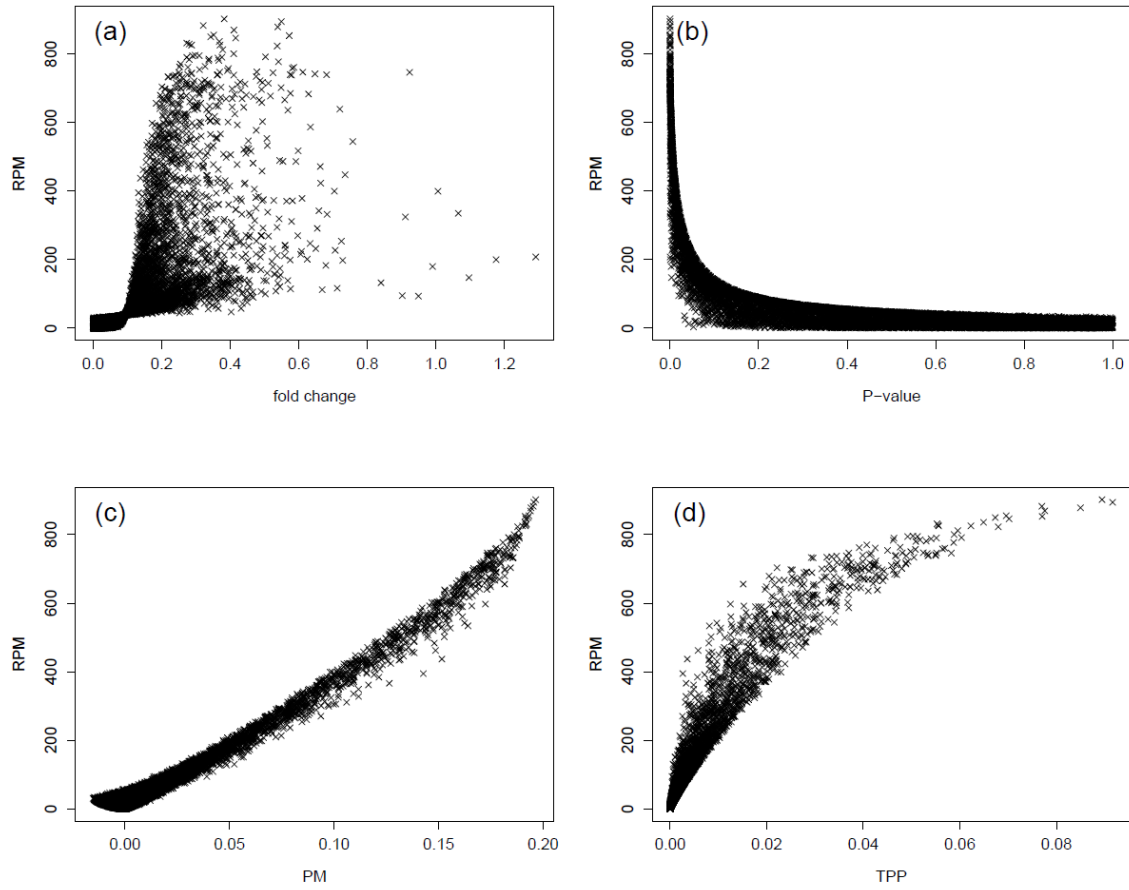 (a)
RPM
0 200 400 600 800
0.0 0.2 0.4 0.6 0.8 1.0 1.2
fold change
(b)
RPM
0 200 400 600 800
0.0 0.2 0.4 0.6 0.8 1.0
P-value
(c)
RPM
0 200 400 600 800
0.00 0.05 0.10 0.15 0.20
PM
(d)
RPM
0 200 400 600 800
0.00 0.02 0.04 0.06 0.08
TPP